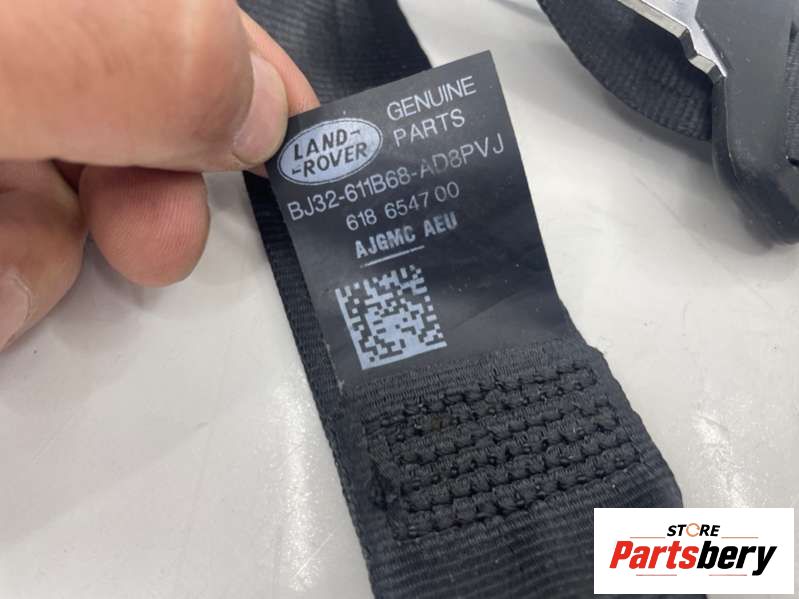 LAND-
-ROVER
GENUINE
PARTS
BJ32-611B68-AD8PVJ
618 6547 00
AJGMC AEU
STORE
Partsbery